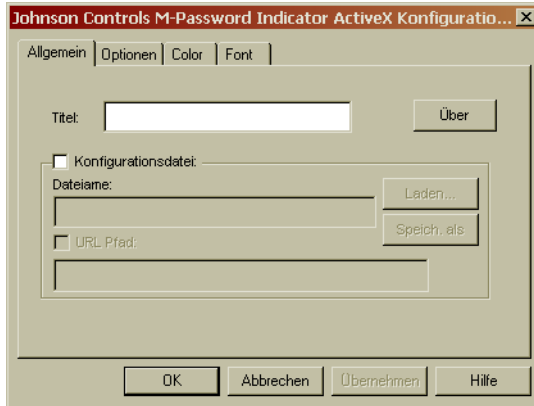 Johnson Controls M-Password Indicator ActiveX Konfiguratio...
Allgemein Optionen Color Font
Titel:
Über
Konfigurationsdatei:
Dateiame:
Laden...
Speich. als
URL Pfad:
OK Abbrechen Übernehmen Hilfe